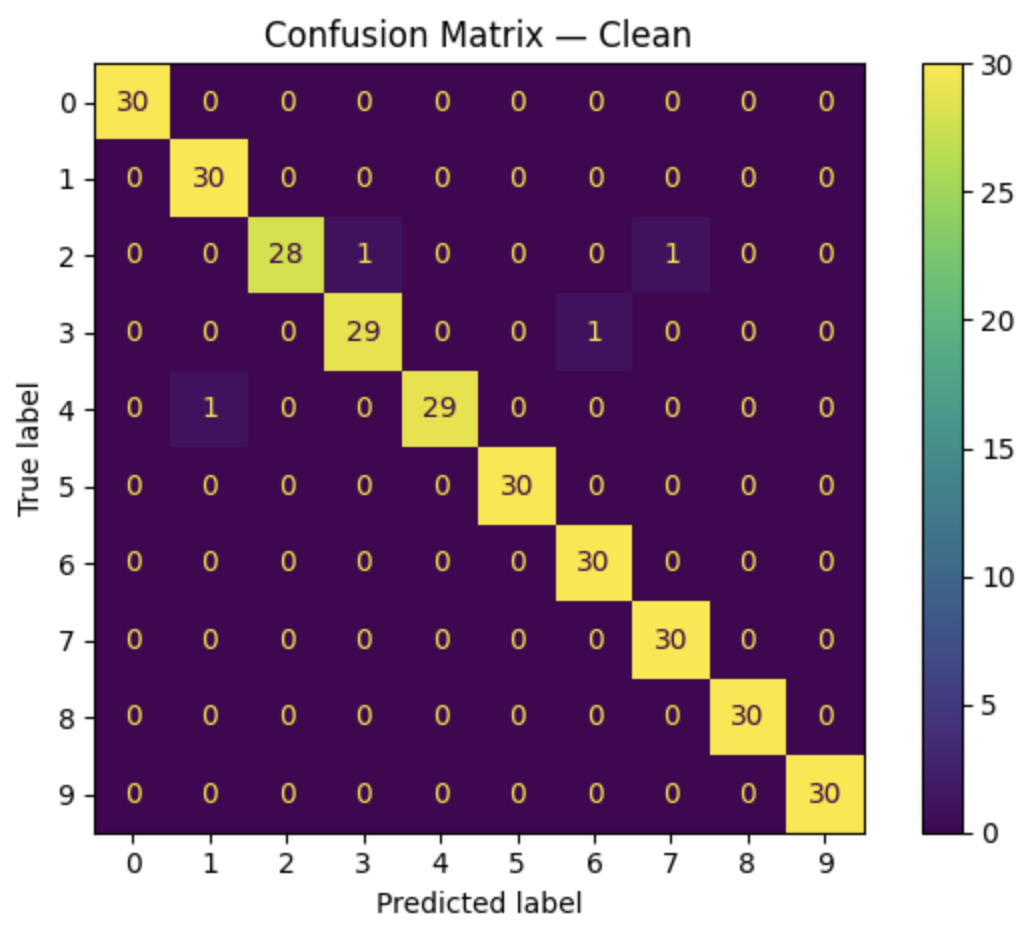 Confusion Matrix — Clean
0 30 0 0 0 0 0 0 0 0 0
1 0 30 0 0 0 0 0 0 0 0
2 0 0 28 1 0 0 0 1 0 0
3 0 0 0 29 0 0 1 0 0 0
4 0 1 0 0 29 0 0 0 0 0
5 0 0 0 0 0 30 0 0 0 0
6 0 0 0 0 0 0 30 0 0 0
7 0 0 0 0 0 0 0 30 0 0
8 0 0 0 0 0 0 0 0 30 0
9 0 0 0 0 0 0 0 0 0 30
True label
0 1 2 3 4 5 6 7 8 9
Predicted label
30
25
20
15
10
5
0